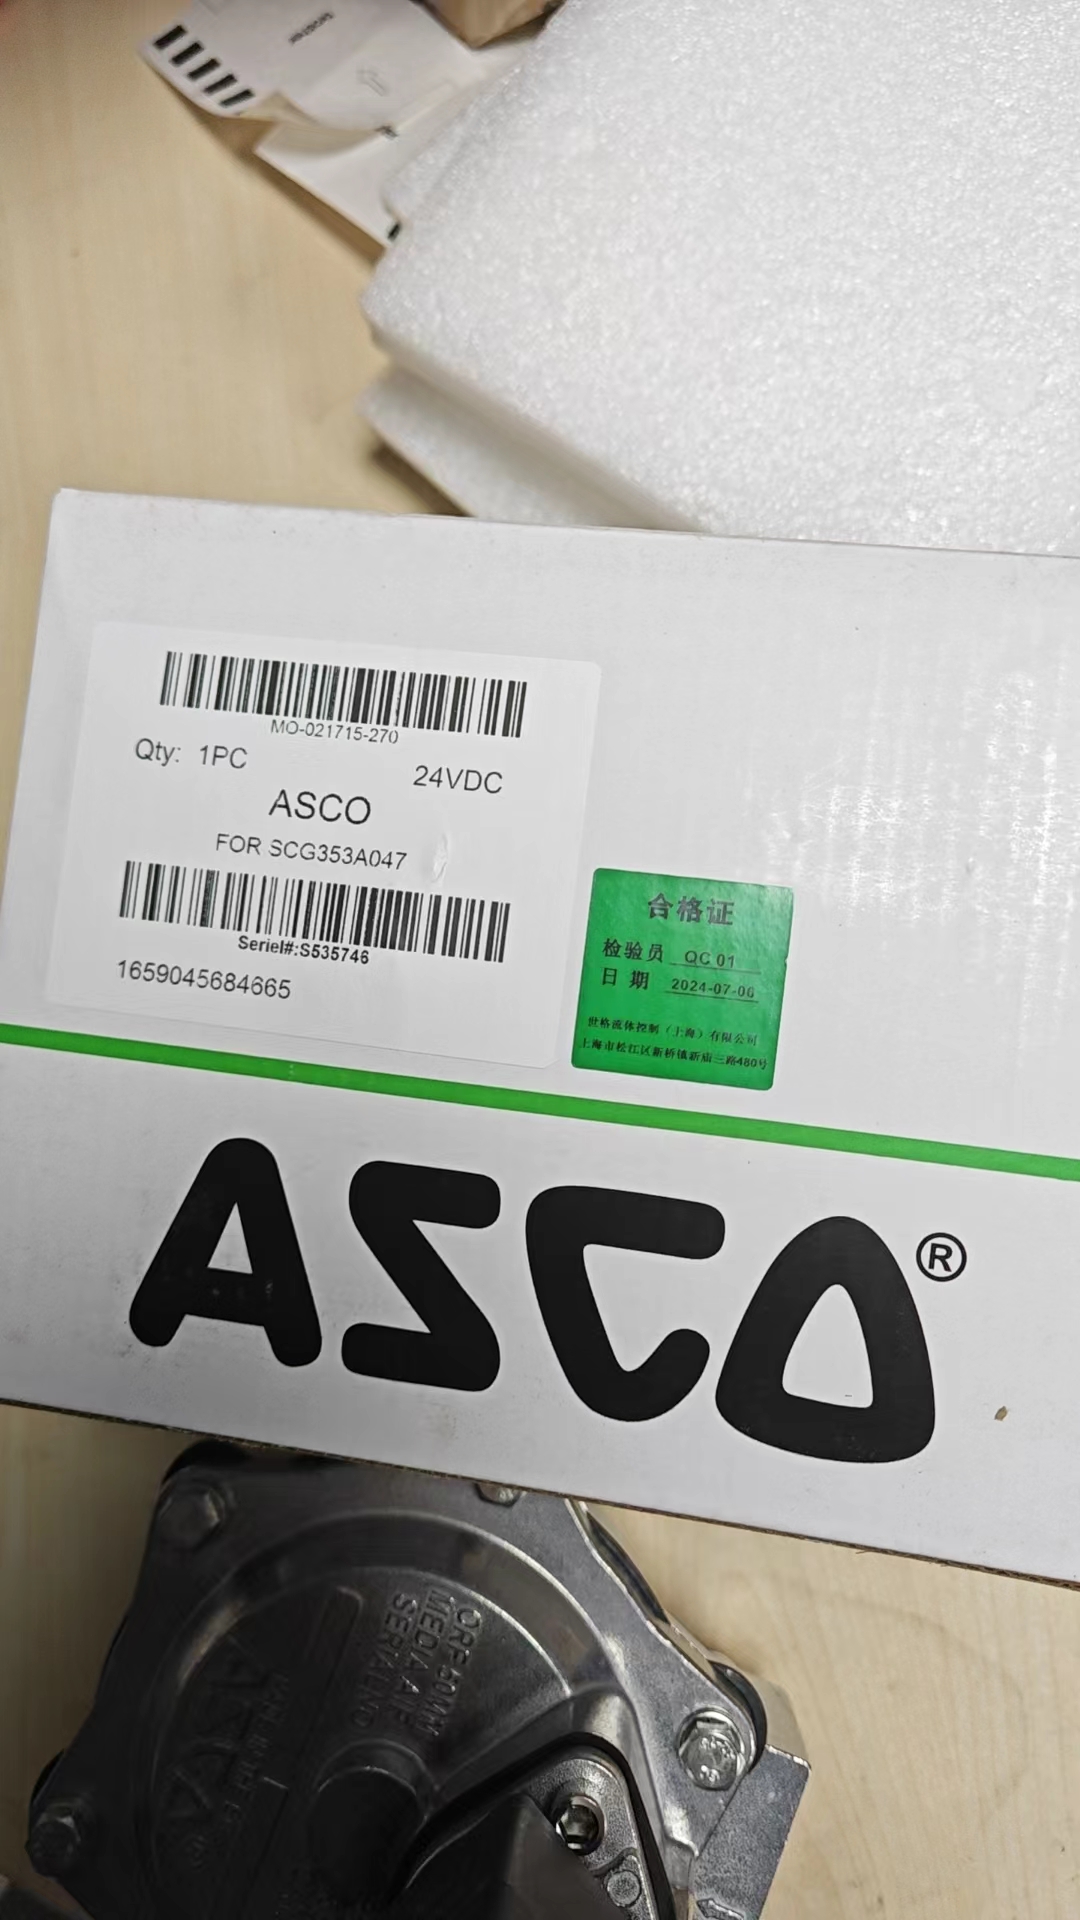 MO-021715-270
Qty: 1PC
24VDC
ASCO
FOR SCG353A047
Seriel#:S535746
1659045684665
合格证
检验员 QC 01
日 期 2024-07-06
世格流体控制（上海）有限公司
上海市松江区新桥镇新庙三路480号
ASCO®
ORF 50MM
MEDIA AIR
SERIAL NO